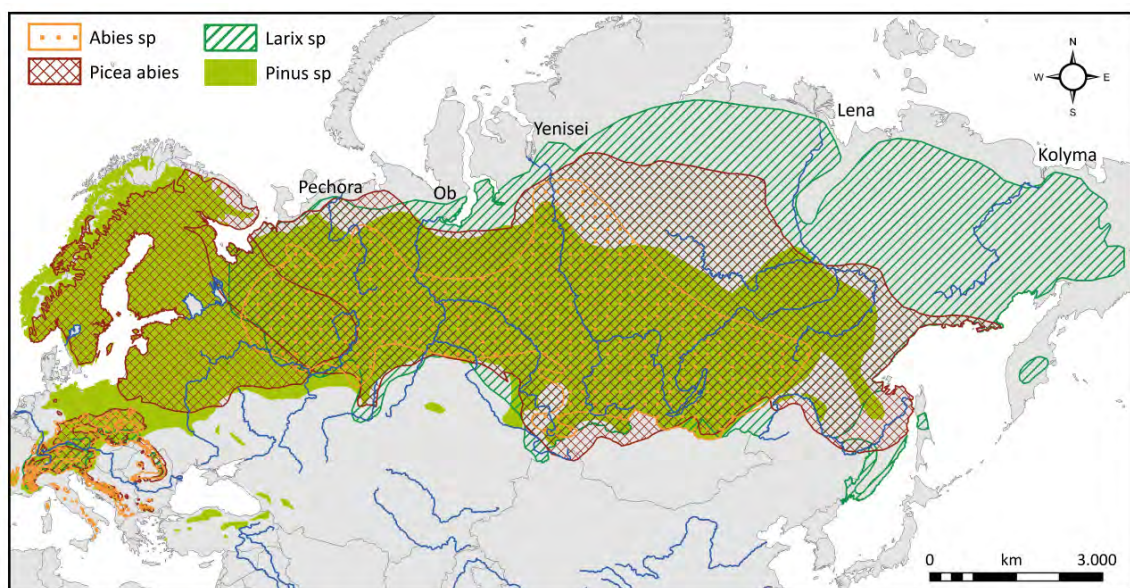 Abies sp
Larix sp
Picea abies
Pinus sp
N
W
E
S
Lena
Yenisei
Kolyma
Pechora
Ob
0 km 3.000